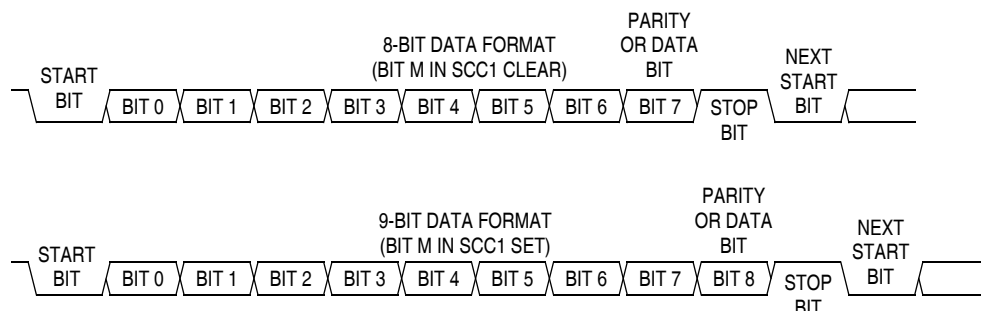 8-BIT DATA FORMAT
(BIT M IN SCC1 CLEAR)
PARITY
OR DATA
BIT
START
BIT
NEXT
START
BIT
BIT 0 BIT 1 BIT 2 BIT 3 BIT 4 BIT 5 BIT 6 BIT 7
STOP
BIT
9-BIT DATA FORMAT
(BIT M IN SCC1 SET)
PARITY
OR DATA
BIT
START
BIT
NEXT
START
BIT
BIT 0 BIT 1 BIT 2 BIT 3 BIT 4 BIT 5 BIT 6 BIT 7 BIT 8
STOP
BIT